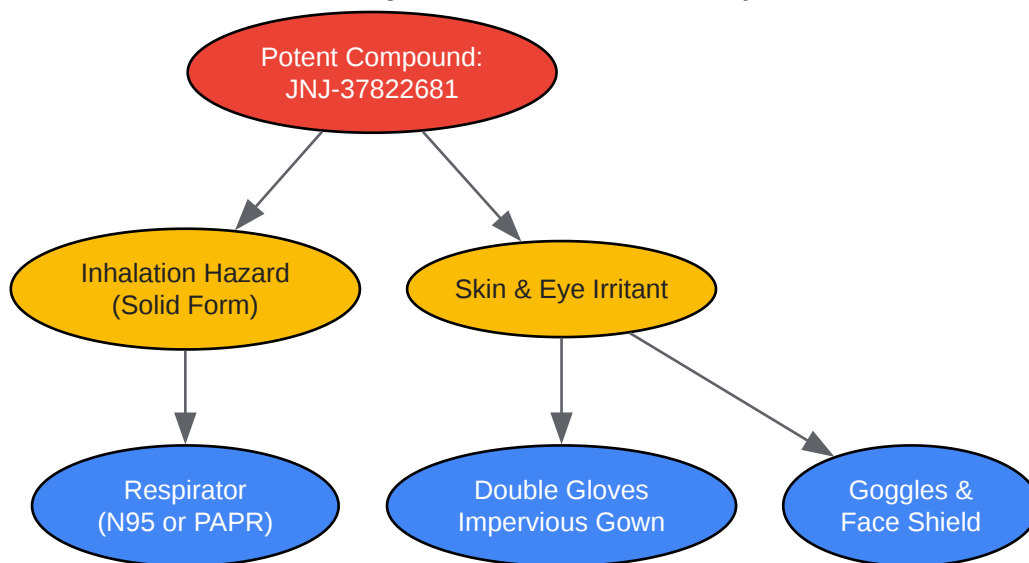 Potent Compound:
JNJ-37822681
Inhalation Hazard
(Solid Form)
Skin & Eye Irritant
Respirator
(N95 or PAPR)
Double Gloves
Impervious Gown
Goggles &
Face Shield